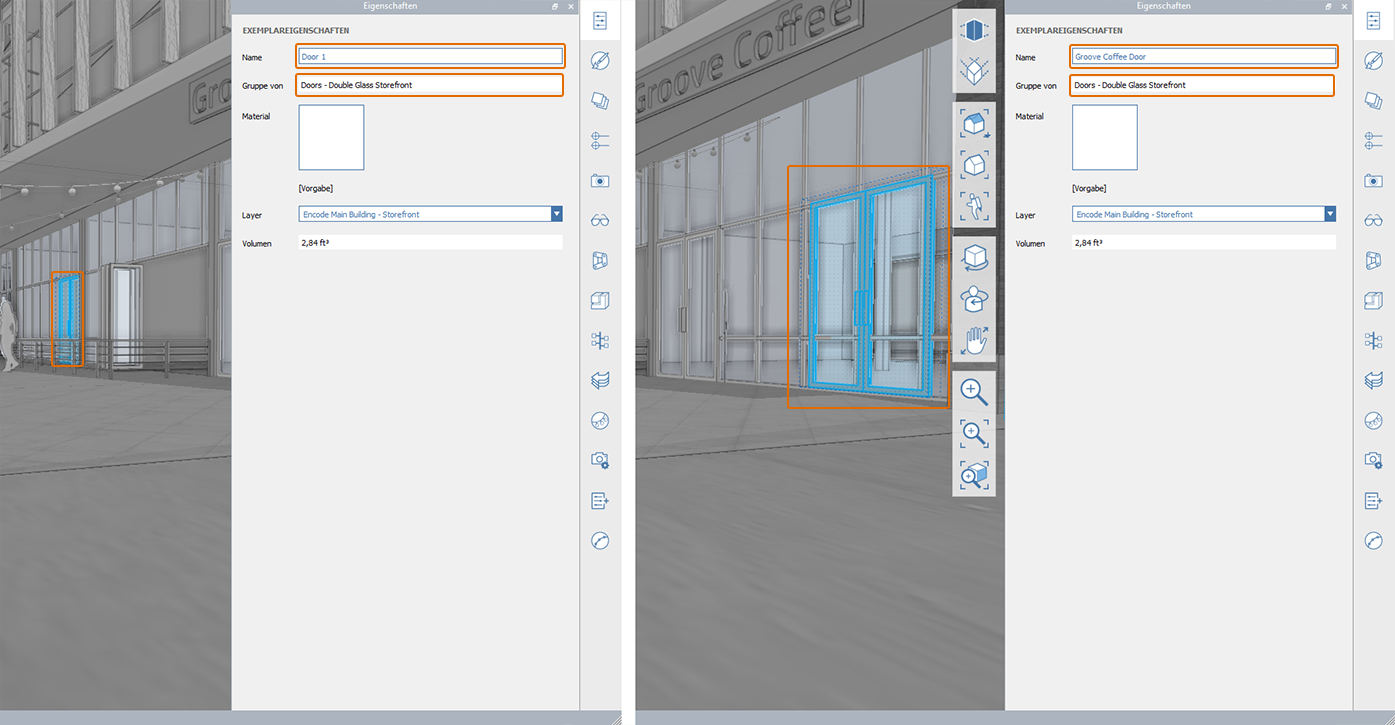 Eigenschaften
EXEMPLAREIGENSCHAFTEN
Name
Door 1
Gruppe von
Doors - Double Glass Storefront
Material
[Vorgabe]
Layer
Encode Main Building - Storefront
Volumen
2,84 ft³
Gro
Groove Coffee
Eigenschaften
EXEMPLAREIGENSCHAFTEN
Name
Groove Coffee Door
Gruppe von
Doors - Double Glass Storefront
Material
[Vorgabe]
Layer
Encode Main Building - Storefront
Volumen
2,84 ft³